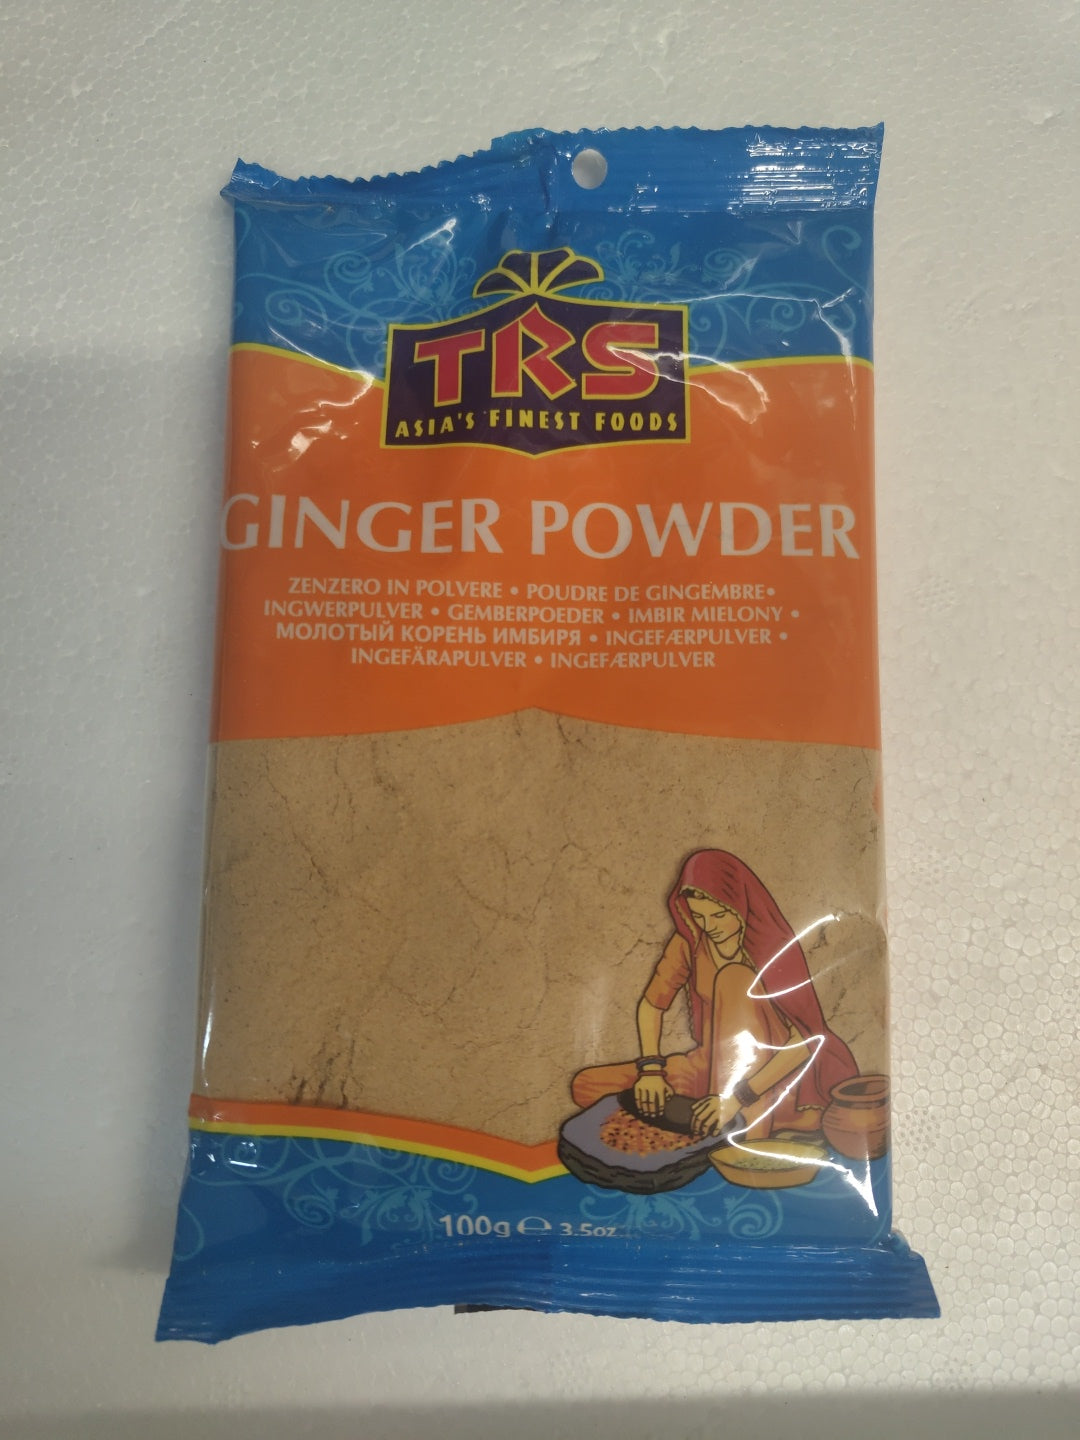 TRS
ASIA'S FINEST FOODS
GINGER POWDER
ZENZERO IN POLVERE • POUDRE DE GINGEMBRE•
INGWERPULVER • GEMBERPOEDER • IMBIR MIELONY •
МОЛОТЫЙ КОРЕНЬ ИМБИРЯ • INGEFÆRPULVER •
INGEFÄRAPULVER • INGEFÆRPULVER
100g ℮ 3.5oz